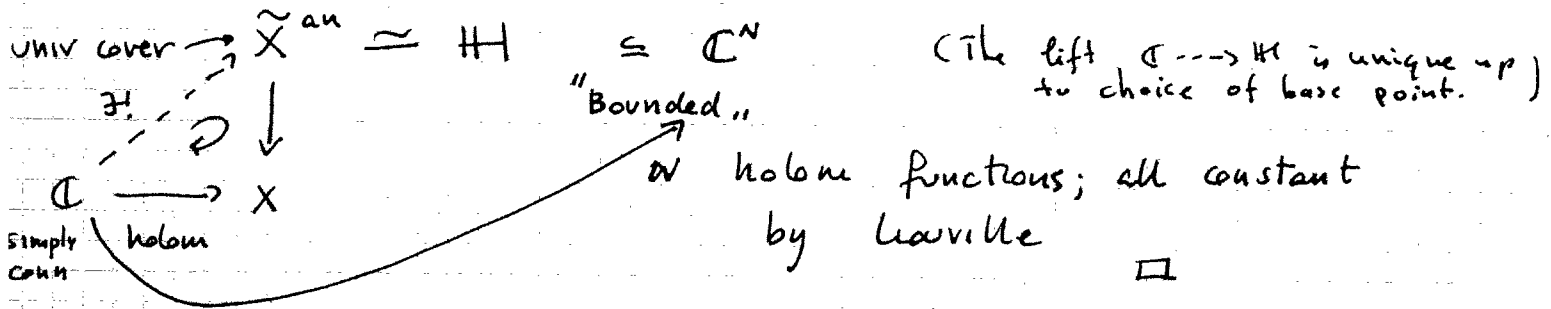 univ cover → X̃^an ≃ ℍ ⊆ ℂ^N (The lift ℂ ---> ℍ is unique up
"Bounded" to choice of base point.)
∃!
ℂ → X
N holom functions; all constant
simply holom
conn
by Liouville
□